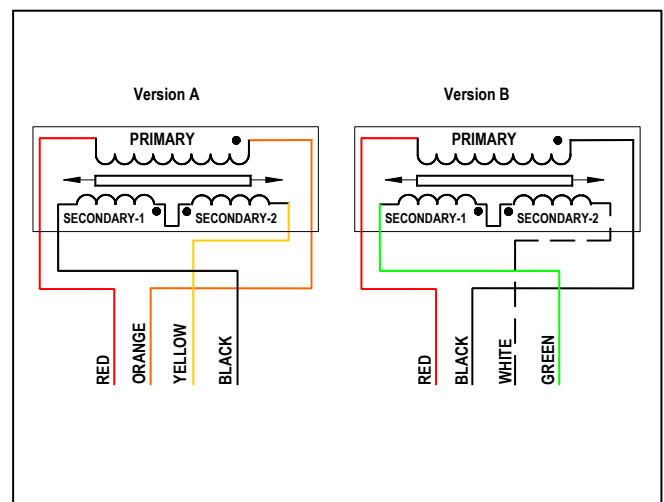 Version A
PRIMARY
SECONDARY-1
SECONDARY-2
RED
ORANGE
YELLOW
BLACK
Version B
PRIMARY
SECONDARY-1
SECONDARY-2
RED
BLACK
WHITE
GREEN